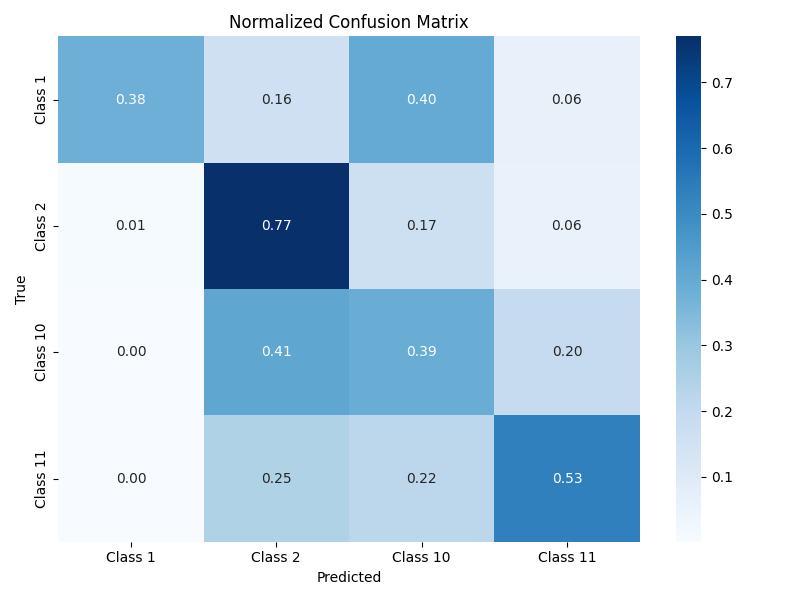 Normalized Confusion Matrix
Class 1
0.38 0.16 0.40 0.06
0.7
0.6
Class 2
0.01 0.77 0.17 0.06
0.5
True
0.4
Class 10
0.00 0.41 0.39 0.20
0.3
0.2
Class 11
0.00 0.25 0.22 0.53
0.1
Class 1 Class 2 Class 10 Class 11
Predicted